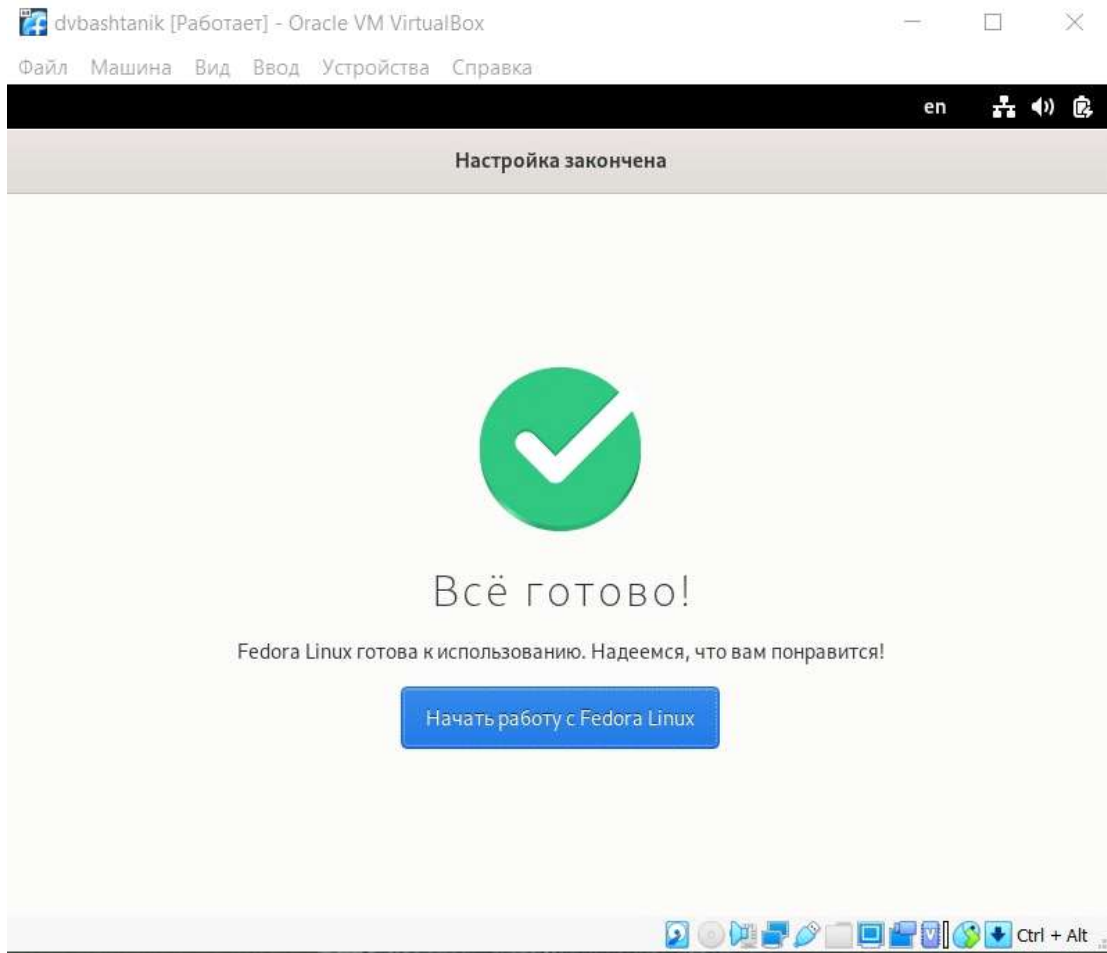 dvbashtanik [Работает] - Oracle VM VirtualBox
Файл Машина Вид Ввод Устройства Справка
en
Настройка закончена
Всё готово!
Fedora Linux готова к использованию. Надеемся, что вам понравится!
Начать работу с Fedora Linux
Ctrl + Alt